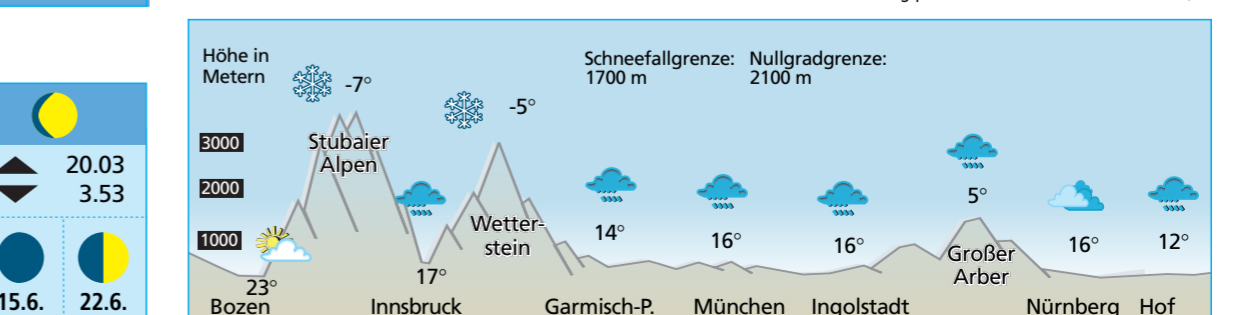 20.03
3.53
15.6.
22.6.
Höhe in
Metern
-7°
-5°
Schneefallgrenze:
1700 m
Nullgradgrenze:
2100 m
3000
2000
1000
Stubaier
Alpen
Wetter-
stein
Großer
Arber
23°
17°
14°
16°
16°
5°
16°
12°
Bozen
Innsbruck
Garmisch-P.
München
Ingolstadt
Nürnberg
Hof